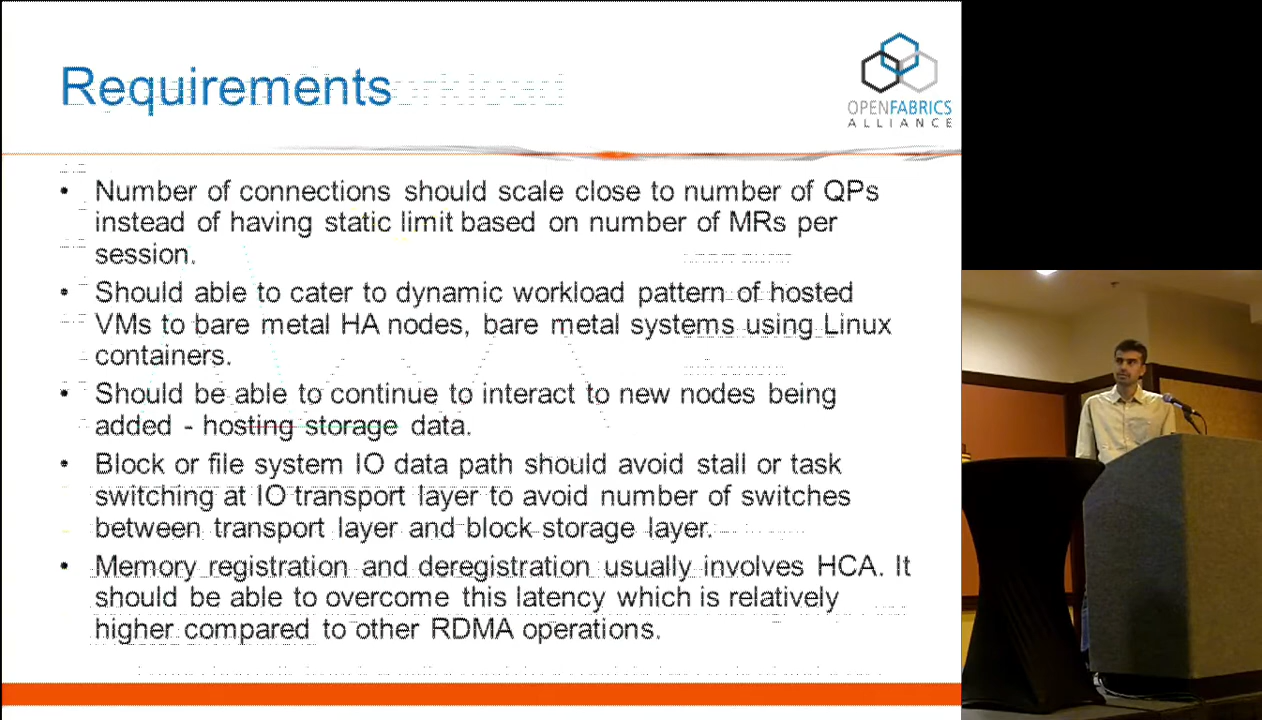 Requirements
OPENFABRICS
ALLIANCE
• Number of connections should scale close to number of QPs
instead of having static limit based on number of MRs per
session.
• Should able to cater to dynamic workload pattern of hosted
VMs to bare metal HA nodes, bare metal systems using Linux
containers.
• Should be able to continue to interact to new nodes being
added - hosting storage data.
• Block or file system IO data path should avoid stall or task
switching at IO transport layer to avoid number of switches
between transport layer and block storage layer.
• Memory registration and deregistration usually involves HCA. It
should be able to overcome this latency which is relatively
higher compared to other RDMA operations.